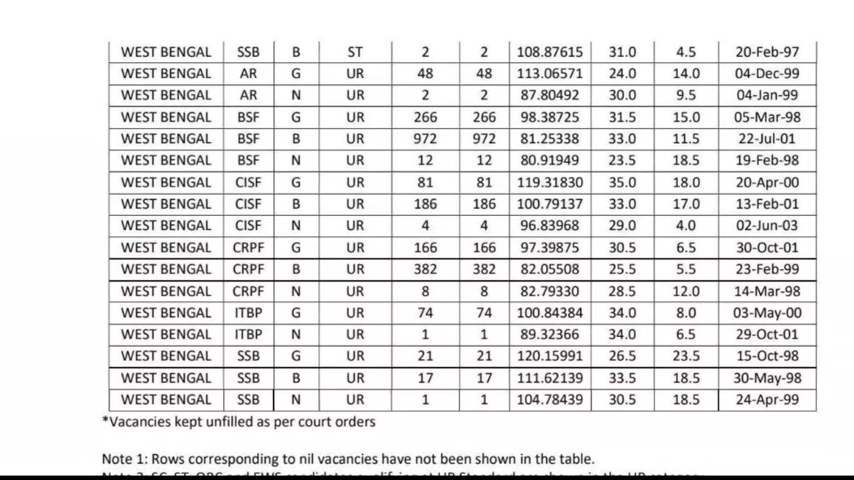 WEST BENGAL SSB B ST 2 2 108.87615 31.0 4.5 20-Feb-97
WEST BENGAL AR G UR 48 48 113.06571 24.0 14.0 04-Dec-99
WEST BENGAL AR N UR 2 2 87.80492 30.0 9.5 04-Jan-99
WEST BENGAL BSF G UR 266 266 98.38725 31.5 15.0 05-Mar-98
WEST BENGAL BSF B UR 972 972 81.25338 33.0 11.5 22-Jul-01
WEST BENGAL BSF N UR 12 12 80.91949 23.5 18.5 19-Feb-98
WEST BENGAL CISF G UR 81 81 119.31830 35.0 18.0 20-Apr-00
WEST BENGAL CISF B UR 186 186 100.79137 33.0 17.0 13-Feb-01
WEST BENGAL CISF N UR 4 4 96.83968 29.0 4.0 02-Jun-03
WEST BENGAL CRPF G UR 166 166 97.39875 30.5 6.5 30-Oct-01
WEST BENGAL CRPF B UR 382 382 82.05508 25.5 5.5 23-Feb-99
WEST BENGAL CRPF N UR 8 8 82.79330 28.5 12.0 14-Mar-98
WEST BENGAL ITBP G UR 74 74 100.84384 34.0 8.0 03-May-00
WEST BENGAL ITBP N UR 1 1 89.32366 34.0 6.5 29-Oct-01
WEST BENGAL SSB G UR 21 21 120.15991 26.5 23.5 15-Oct-98
WEST BENGAL SSB B UR 17 17 111.62139 33.5 18.5 30-May-98
WEST BENGAL SSB N UR 1 1 104.78439 30.5 18.5 24-Apr-99
*Vacancies kept unfilled as per court orders
Note 1: Rows corresponding to nil vacancies have not been shown in the table.